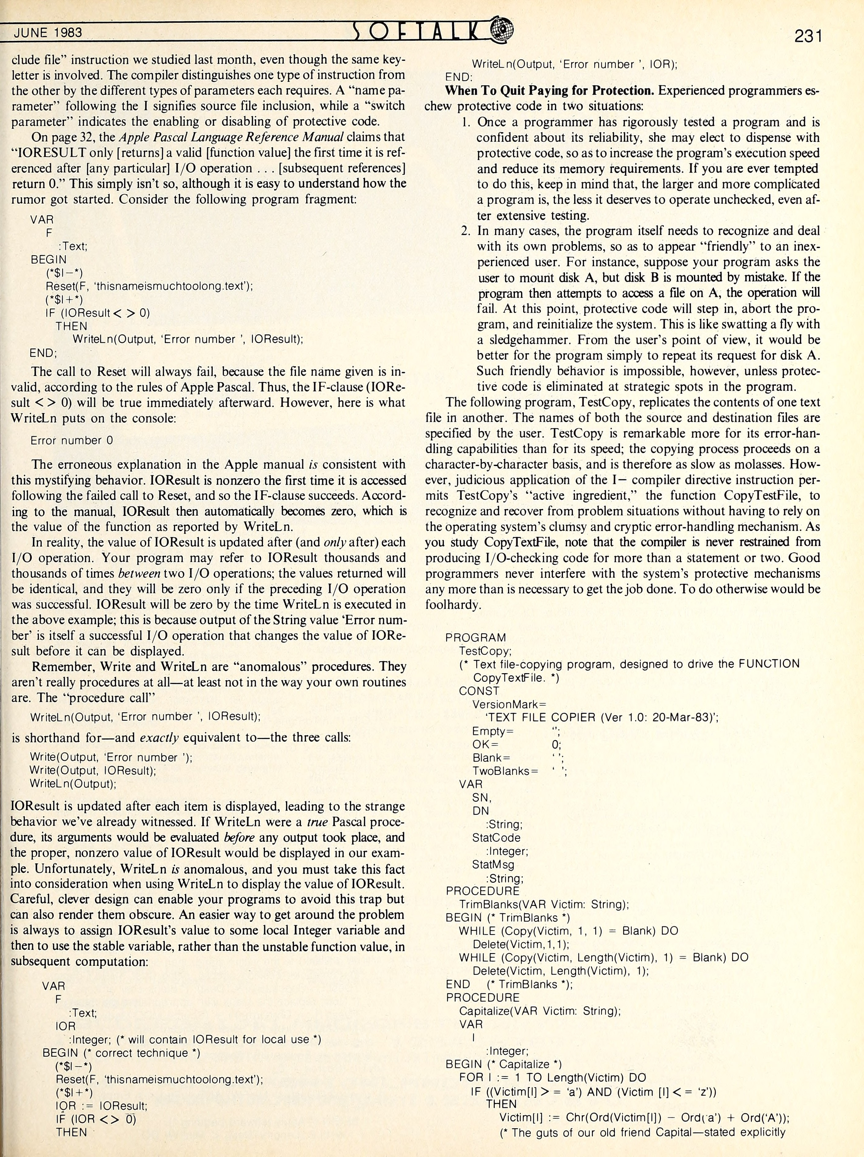 JUNE 1983
SOFTALK
231
clude file" instruction we studied last month, even though the same key-
letter is involved. The compiler distinguishes one type of instruction from
the other by the different types of parameters each requires. A "name pa-
rameter" following the I signifies source file inclusion, while a "switch
parameter" indicates the enabling or disabling of protective code.
On page 32, the Apple Pascal Language Reference Manual claims that
"IORESULT only [returns] a valid [function value] the first time it is ref-
erenced after [any particular] I/O operation . . . [subsequent references]
return 0." This simply isn't so, although it is easy to understand how the
rumor got started. Consider the following program fragment:
VAR
F
:Text;
BEGIN
(*$I−*)
Reset(F, 'thisnameismuchtoolong.text');
(*$I+*)
IF (IOResult < > 0)
THEN
WriteLn(Output, 'Error number ', IOResult);
END;
The call to Reset will always fail, because the file name given is in-
valid, according to the rules of Apple Pascal. Thus, the IF-clause (IORe-
sult < > 0) will be true immediately afterward. However, here is what
WriteLn puts on the console:
Error number 0
The erroneous explanation in the Apple manual is consistent with
this mystifying behavior. IOResult is nonzero the first time it is accessed
following the failed call to Reset, and so the IF-clause succeeds. Accord-
ing to the manual, IOResult then automatically becomes zero, which is
the value of the function as reported by WriteLn.
In reality, the value of IOResult is updated after (and only after) each
I/O operation. Your program may refer to IOResult thousands and
thousands of times between two I/O operations; the values returned will
be identical, and they will be zero only if the preceding I/O operation
was successful. IOResult will be zero by the time WriteLn is executed in
the above example; this is because output of the String value 'Error num-
ber' is itself a successful I/O operation that changes the value of IORe-
sult before it can be displayed.
Remember, Write and WriteLn are "anomalous" procedures. They
aren't really procedures at all—at least not in the way your own routines
are. The "procedure call"
WriteLn(Output, 'Error number ', IOResult);
is shorthand for—and exactly equivalent to—the three calls:
Write(Output, 'Error number ');
Write(Output, IOResult);
WriteLn(Output);
IOResult is updated after each item is displayed, leading to the strange
behavior we've already witnessed. If WriteLn were a true Pascal proce-
dure, its arguments would be evaluated before any output took place, and
the proper, nonzero value of IOResult would be displayed in our exam-
ple. Unfortunately, WriteLn is anomalous, and you must take this fact
into consideration when using WriteLn to display the value of IOResult.
Careful, clever design can enable your programs to avoid this trap but
can also render them obscure. An easier way to get around the problem
is always to assign IOResult's value to some local Integer variable and
then to use the stable variable, rather than the unstable function value, in
subsequent computation:
VAR
F
:Text;
IOR
:Integer; (* will contain IOResult for local use *)
BEGIN (* correct technique *)
(*$I−*)
Reset(F, 'thisnameismuchtoolong.text');
(*$I+*)
IOR := IOResult;
IF (IOR <> 0)
THEN
WriteLn(Output, 'Error number ', IOR);
END;
When To Quit Paying for Protection. Experienced programmers es-
chew protective code in two situations:
1. Once a programmer has rigorously tested a program and is
confident about its reliability, she may elect to dispense with
protective code, so as to increase the program's execution speed
and reduce its memory requirements. If you are ever tempted
to do this, keep in mind that, the larger and more complicated
a program is, the less it deserves to operate unchecked, even af-
ter extensive testing.
2. In many cases, the program itself needs to recognize and deal
with its own problems, so as to appear "friendly" to an inex-
perienced user. For instance, suppose your program asks the
user to mount disk A, but disk B is mounted by mistake. If the
program then attempts to access a file on A, the operation will
fail. At this point, protective code will step in, abort the pro-
gram, and reinitialize the system. This is like swatting a fly with
a sledgehammer. From the user's point of view, it would be
better for the program simply to repeat its request for disk A.
Such friendly behavior is impossible, however, unless protec-
tive code is eliminated at strategic spots in the program.
The following program, TestCopy, replicates the contents of one text
file in another. The names of both the source and destination files are
specified by the user. TestCopy is remarkable more for its error-han-
dling capabilities than for its speed; the copying process proceeds on a
character-by-character basis, and is therefore as slow as molasses. How-
ever, judicious application of the I− compiler directive instruction per-
mits TestCopy's "active ingredient," the function CopyTestFile, to
recognize and recover from problem situations without having to rely on
the operating system's clumsy and cryptic error-handling mechanism. As
you study CopyTextFile, note that the compiler is never restrained from
producing I/O-checking code for more than a statement or two. Good
programmers never interfere with the system's protective mechanisms
any more than is necessary to get the job done. To do otherwise would be
foolhardy.
PROGRAM
TestCopy;
(* Text file-copying program, designed to drive the FUNCTION
CopyTextFile. *)
CONST
VersionMark=
'TEXT FILE COPIER (Ver 1.0: 20-Mar-83)';
Empty= '';
OK= 0;
Blank= ' ';
TwoBlanks= '  ';
VAR
SN,
DN
:String;
StatCode
:Integer;
StatMsg
:String;
PROCEDURE
TrimBlanks(VAR Victim: String);
BEGIN (* TrimBlanks *)
WHILE (Copy(Victim, 1, 1) = Blank) DO
Delete(Victim,1,1);
WHILE (Copy(Victim, Length(Victim), 1) = Blank) DO
Delete(Victim, Length(Victim), 1);
END (* TrimBlanks *);
PROCEDURE
Capitalize(VAR Victim: String);
VAR
I
:Integer;
BEGIN (* Capitalize *)
FOR I := 1 TO Length(Victim) DO
IF ((Victim[I] > = 'a') AND (Victim [I] < = 'z'))
THEN
Victim[I] := Chr(Ord(Victim[I]) − Ord('a') + Ord('A'));
(* The guts of our old friend Capital—stated explicitly